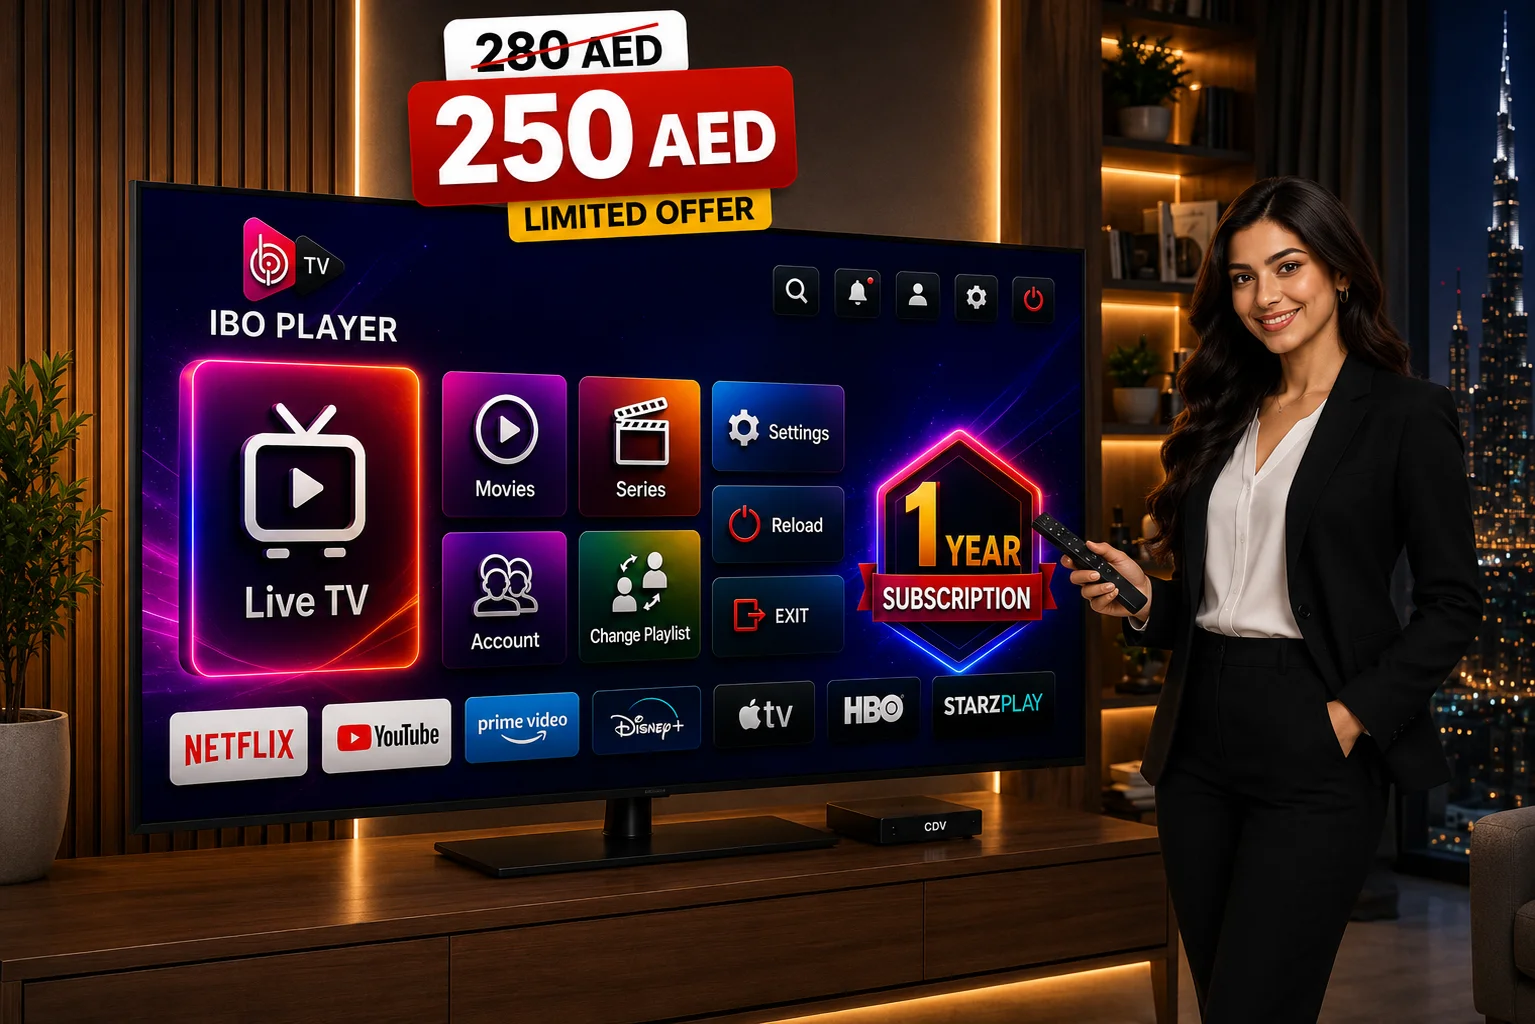 280 AED
250 AED
LIMITED OFFER
TV
IBO PLAYER
Live TV
Movies
Series
Account
Change Playlist
Settings
Reload
EXIT
1 YEAR
SUBSCRIPTION
NETFLIX
YouTube
prime video
Disney+
tv
HBO
STARZPLAY
CDV